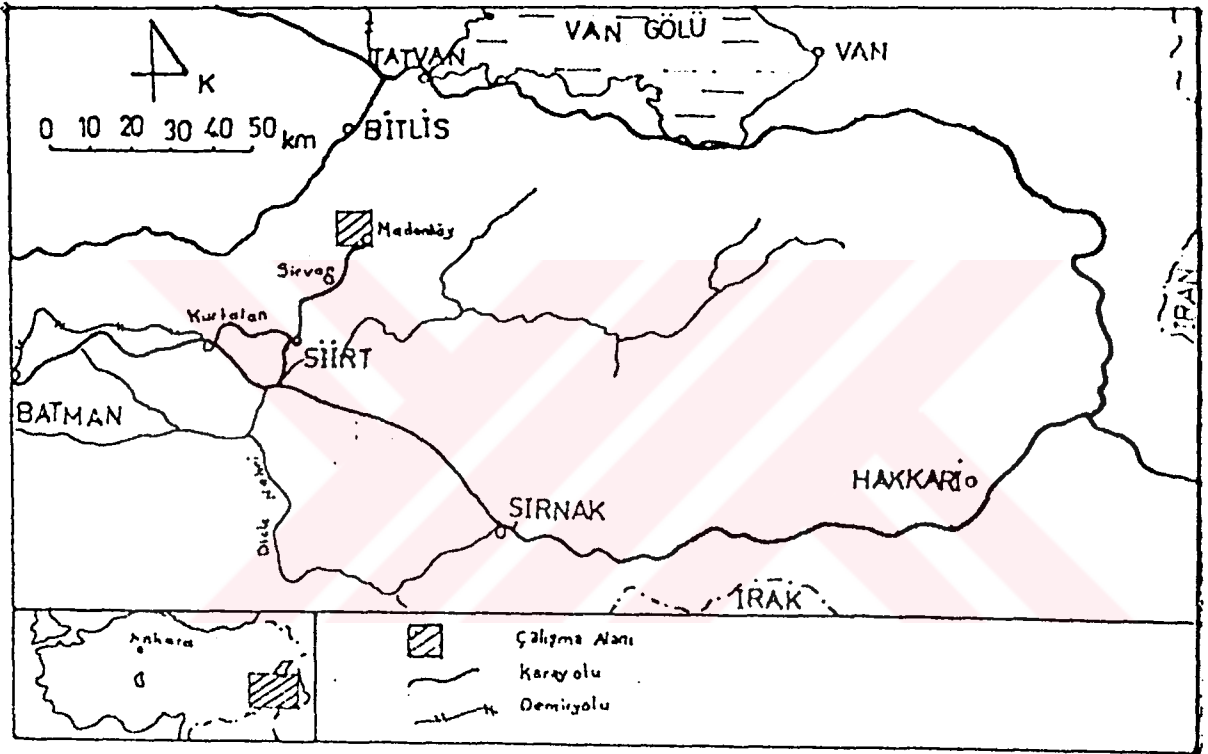 VAN GÖLÜ
TATVAN
VAN
K
0 10 20 30 40 50 km
BİTLİS
Madenköy
Şirvan
Kurtalan
SİİRT
İRAN
BATMAN
HAKKARİ
Dicle Nehri
SIRNAK
IRAK
Ankara
Çalışma Alanı
Karayolu
Demiryolu